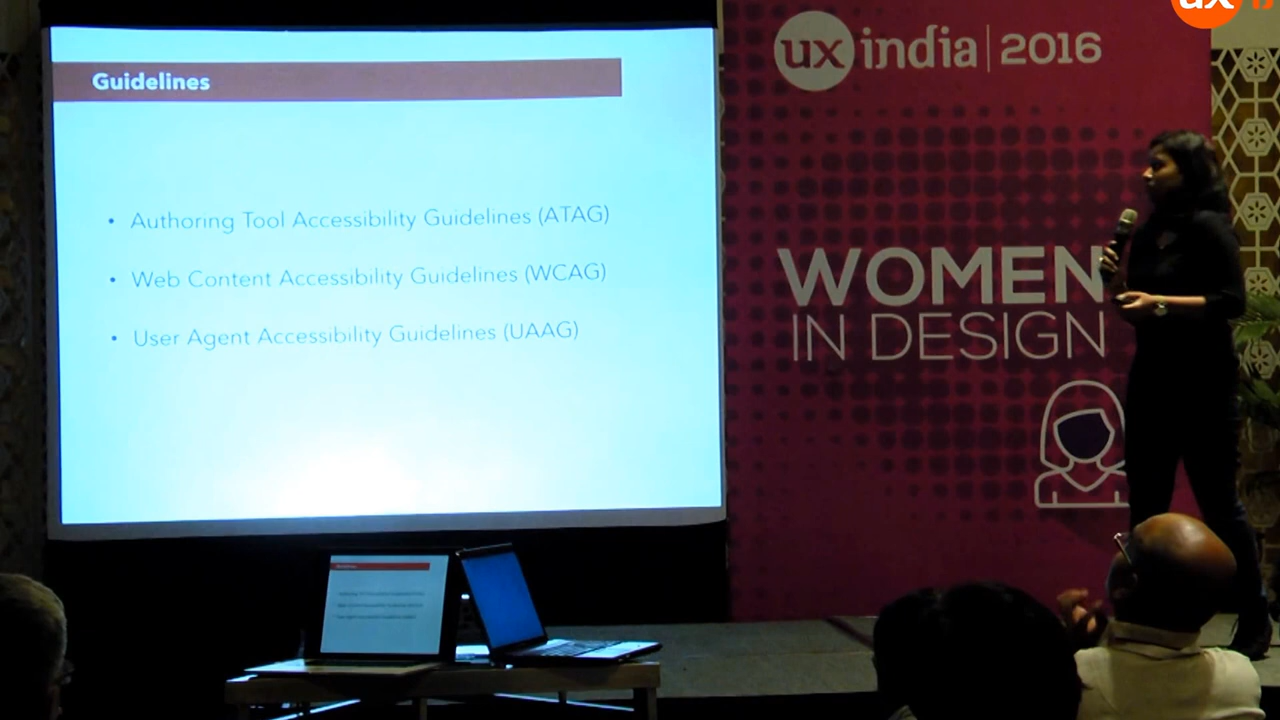 Guidelines
• Authoring Tool Accessibility Guidelines (ATAG)
• Web Content Accessibility Guidelines (WCAG)
• User Agent Accessibility Guidelines (UAAG)
ux india | 2016
WOMEN
IN DESIGN
ux